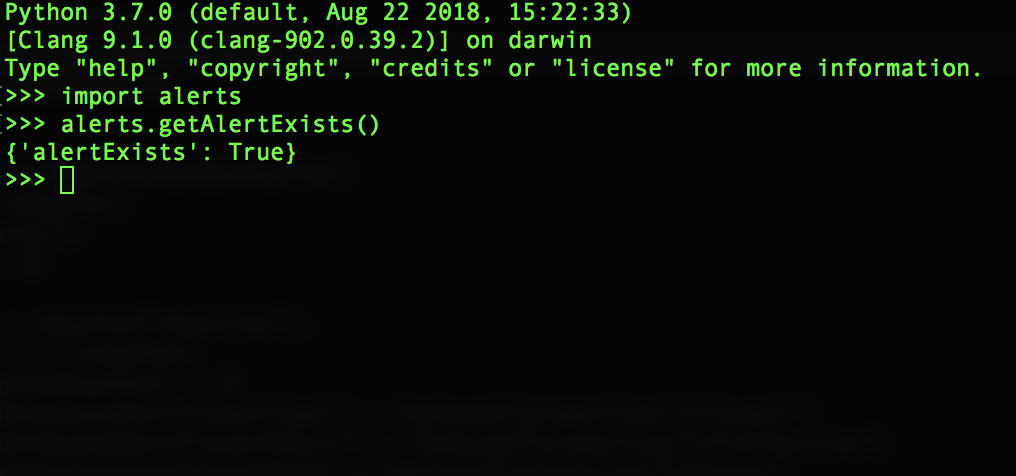 Python 3.7.0 (default, Aug 22 2018, 15:22:33)
[Clang 9.1.0 (clang-902.0.39.2)] on darwin
Type "help", "copyright", "credits" or "license" for more information.
>>> import alerts
>>> alerts.getAlertExists()
{'alertExists': True}
>>>